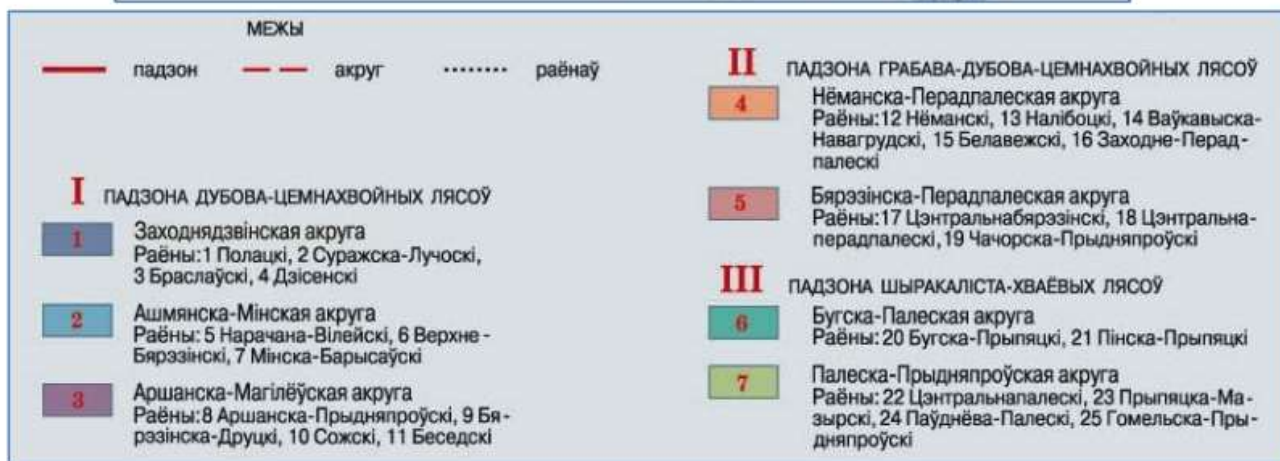 МЕЖЫ
падзон акруг раёнаў
I ПАДЗОНА ДУБОВА-ЦЕМНАХВОЙНЫХ ЛЯСОЎ
1 Заходнядзвінская акруга
Раёны:1 Полацкі, 2 Суражска-Лучоскі,
3 Браслаўскі, 4 Дзісенскі
2 Ашмянска-Мінская акруга
Раёны: 5 Нарачана-Вілейскі, 6 Верхне -
Бярэзінскі, 7 Мінска-Барысаўскі
3 Аршанска-Магілёўская акруга
Раёны:8 Аршанска-Прыдняпроўскі, 9 Бя-
рэзінска-Друцкі, 10 Сожскі, 11 Беседскі
II ПАДЗОНА ГРАБАВА-ДУБОВА-ЦЕМНАХВОЙНЫХ ЛЯСОЎ
4 Нёманска-Перадпалеская акруга
Раёны:12 Нёманскі, 13 Налібоцкі, 14 Ваўкавыска-
Навагрудскі, 15 Белавежскі, 16 Заходне-Перад-
палескі
5 Бярэзінска-Перадпалеская акруга
Раёны:17 Цэнтральнабярэзінскі, 18 Цэнтральна-
перадпалескі,19 Чачорска-Прыдняпроўскі
III ПАДЗОНА ШЫРАКАЛІСТА-ХВАЁВЫХ ЛЯСОЎ
6 Бугска-Палеская акруга
Раёны: 20 Бугска-Прыпяцкі, 21 Пінска-Прыпяцкі
7 Палеска-Прыдняпроўская акруга
Раёны: 22 Цэнтральнапалескі, 23 Прыпяцка-Ма-
зырскі, 24 Паўднёва-Палескі, 25 Гомельска-Пры-
дняпроўскі